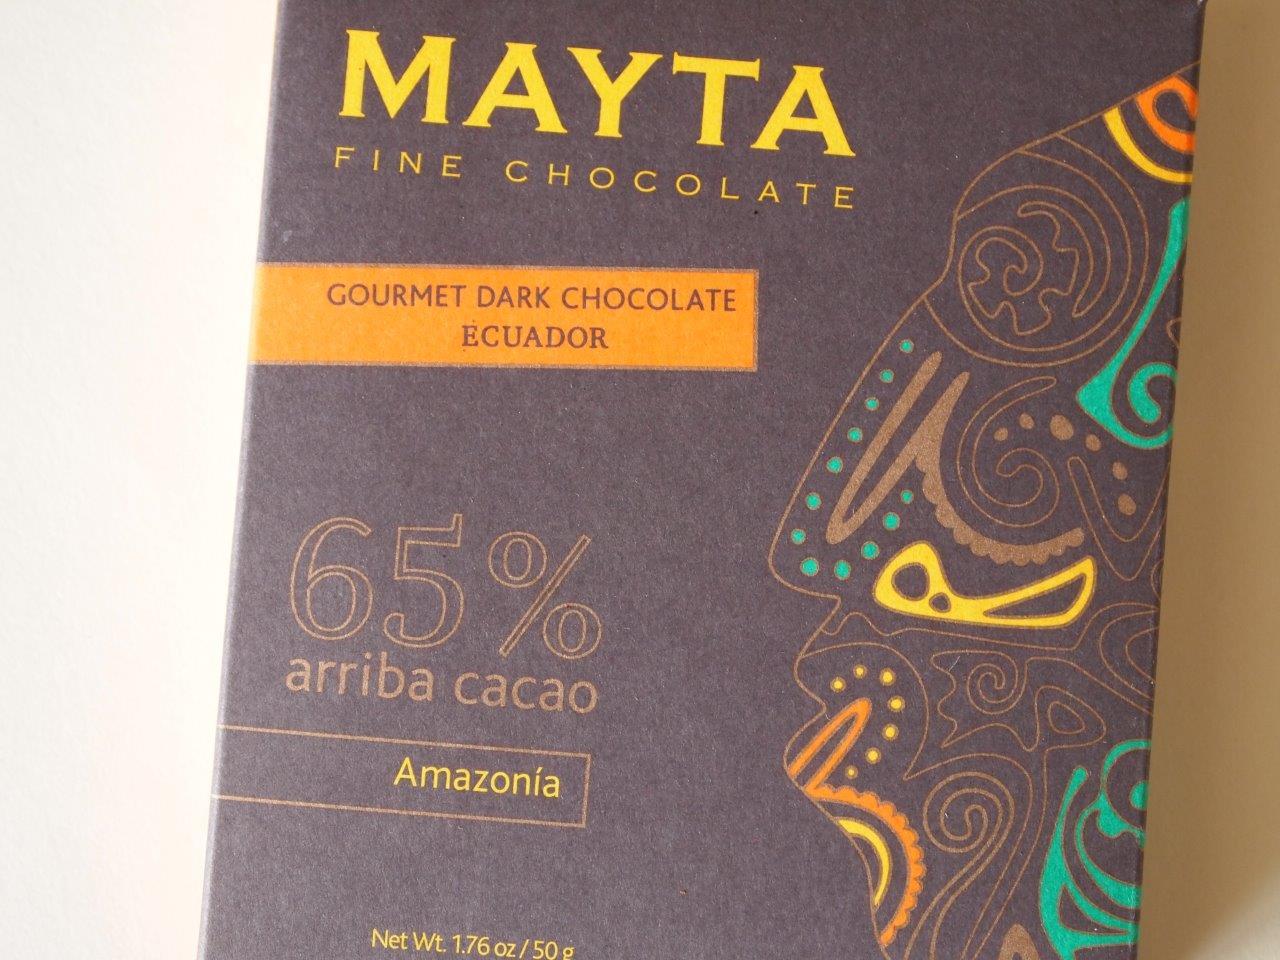 MAYTA
FINE CHOCOLATE
GOURMET DARK CHOCOLATE
ECUADOR
65%
arriba cacao
Amazonía
Net Wt. 1.76 oz / 50 g